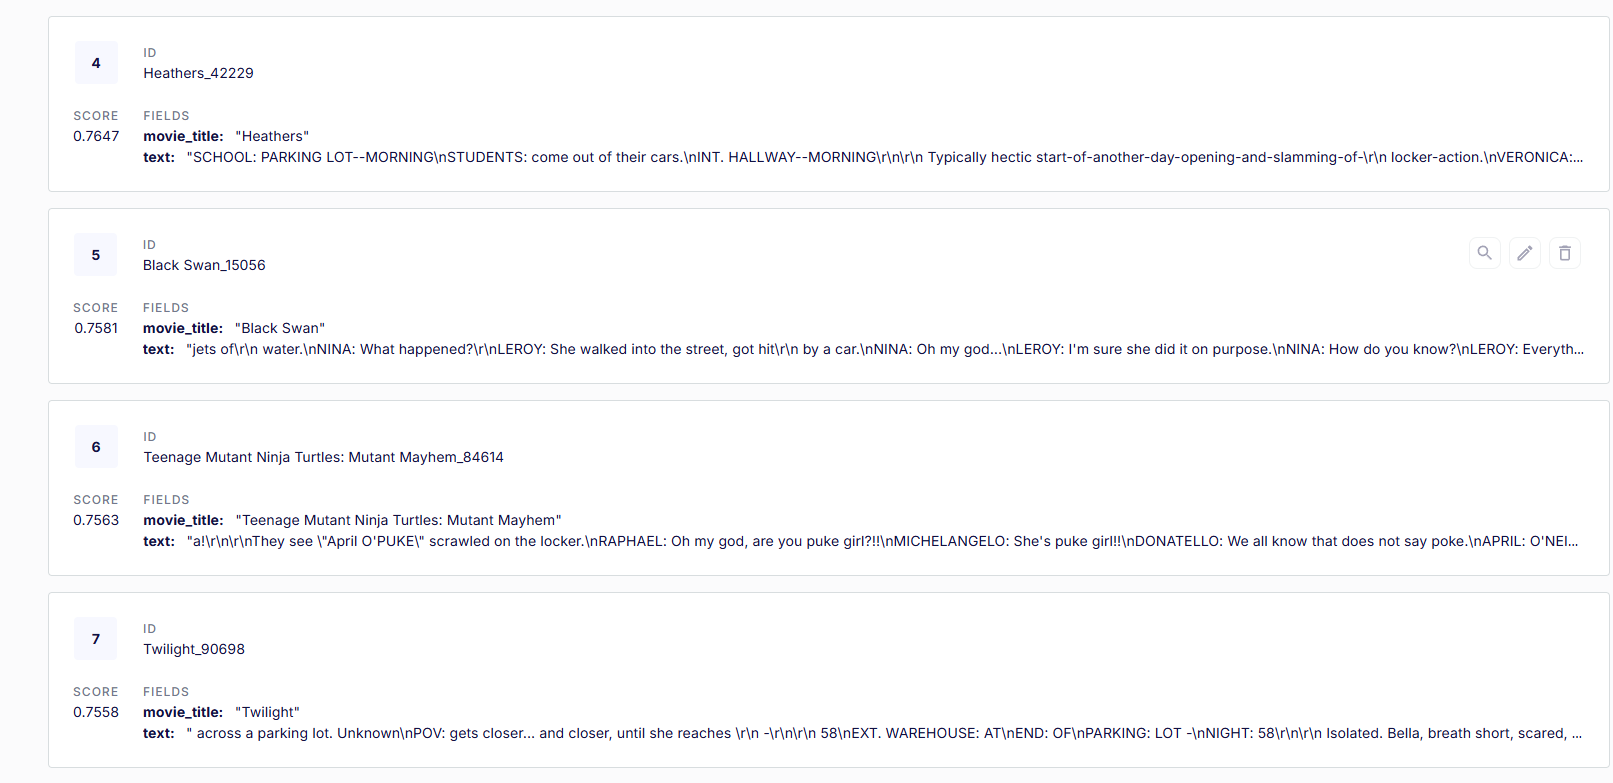 4
ID
Heathers_42229
SCORE
FIELDS
0.7647
movie_title: "Heathers"
text: "SCHOOL: PARKING LOT--MORNING\nSTUDENTS: come out of their cars.\nINT. HALLWAY--MORNING\r\n\r\n Typically hectic start-of-another-day-opening-and-slamming-of-\r\n locker-action.\nVERONICA:...
5
ID
Black Swan_15056
SCORE
FIELDS
0.7581
movie_title: "Black Swan"
text: "jets of\r\n water.\nNINA: What happened?\r\nLEROY: She walked into the street, got hit\r\n by a car.\nNINA: Oh my god...\nLEROY: I'm sure she did it on purpose.\nNINA: How do you know?\nLEROY: Everyth...
6
ID
Teenage Mutant Ninja Turtles: Mutant Mayhem_84614
SCORE
FIELDS
0.7563
movie_title: "Teenage Mutant Ninja Turtles: Mutant Mayhem"
text: "a!\r\n\r\nThey see \"April O'PUKE\" scrawled on the locker.\nRAPHAEL: Oh my god, are you puke girl?!!\nMICHELANGELO: She's puke girl!!\nDONATELLO: We all know that does not say poke.\nAPRIL: O'NEI...
7
ID
Twilight_90698
SCORE
FIELDS
0.7558
movie_title: "Twilight"
text: " across a parking lot. Unknown\nPOV: gets closer... and closer, until she reaches \r\n -\r\n\r\n 58\nEXT. WAREHOUSE: AT\nEND: OF\nPARKING: LOT -\nNIGHT: 58\r\n\r\n Isolated. Bella, breath short, scared, ...